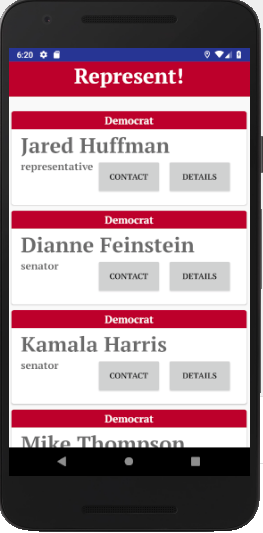 6:20
Represent!
Democrat
Jared Huffman
representative
CONTACT DETAILS
Democrat
Dianne Feinstein
senator
CONTACT DETAILS
Democrat
Kamala Harris
senator
CONTACT DETAILS
Democrat
Mike Thompson